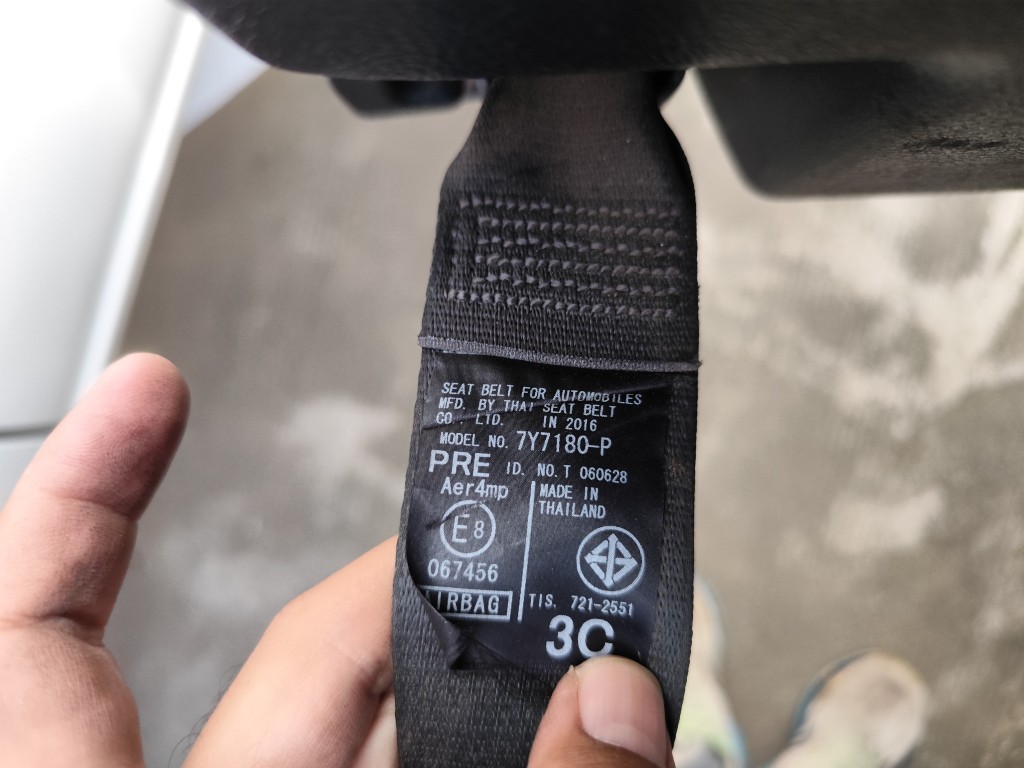 SEAT BELT FOR AUTOMOBILES
MFD. BY THAI SEAT BELT
CO., LTD. IN 2016
MODEL NO. 7Y7180-P
PRE ID. NO.T 060628
Aer4mp
MADE IN
THAILAND
E8
067456
AIRBAG
TIS. 721-2551
3C